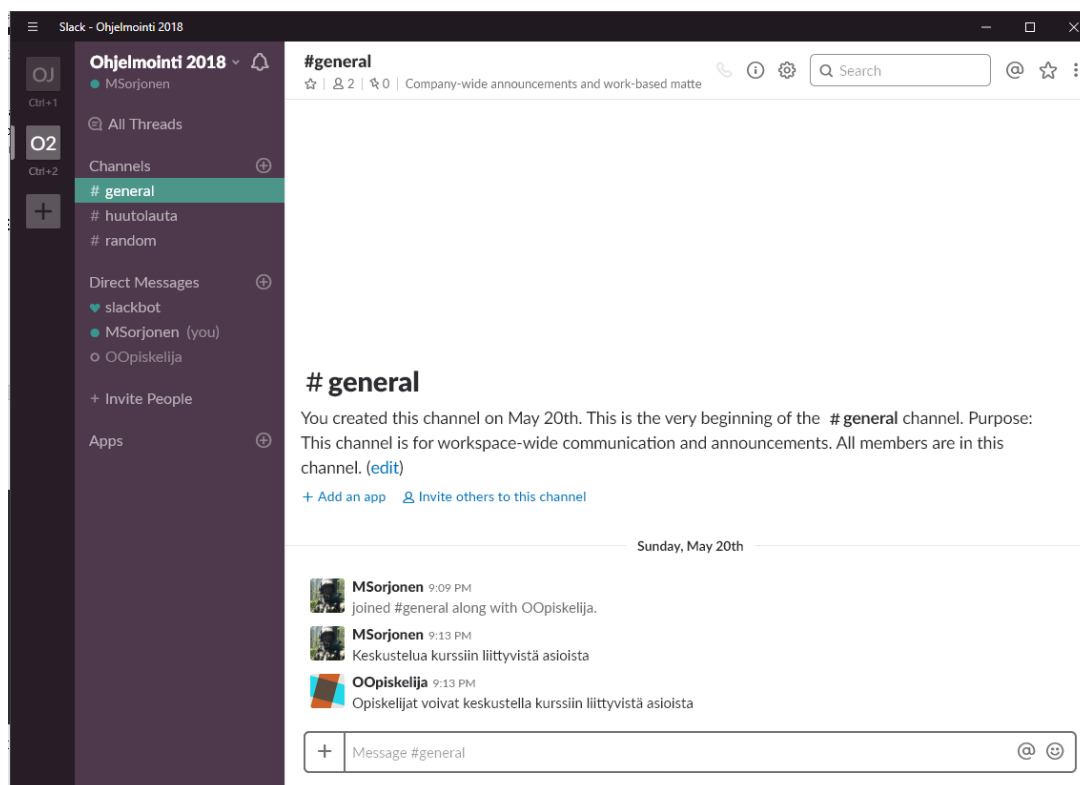 Slack - Ohjelmointi 2018
OJ
Ctrl+1
O2
Ctrl+2
Ohjelmointi 2018
MSorjonen
All Threads
Channels
# general
# huutolauta
# random
Direct Messages
slackbot
MSorjonen (you)
OOpiskelija
+ Invite People
Apps
#general
2 | 0 | Company-wide announcements and work-based matte
Search
# general
You created this channel on May 20th. This is the very beginning of the # general channel. Purpose:
This channel is for workspace-wide communication and announcements. All members are in this
channel. (edit)
+ Add an app Invite others to this channel
Sunday, May 20th
MSorjonen 9:09 PM
joined #general along with OOpiskelija.
MSorjonen 9:13 PM
Keskustelua kurssiin liittyvistä asioista
OOpiskelija 9:13 PM
Opiskelijat voivat keskustella kurssiin liittyvistä asioista
+ Message #general @